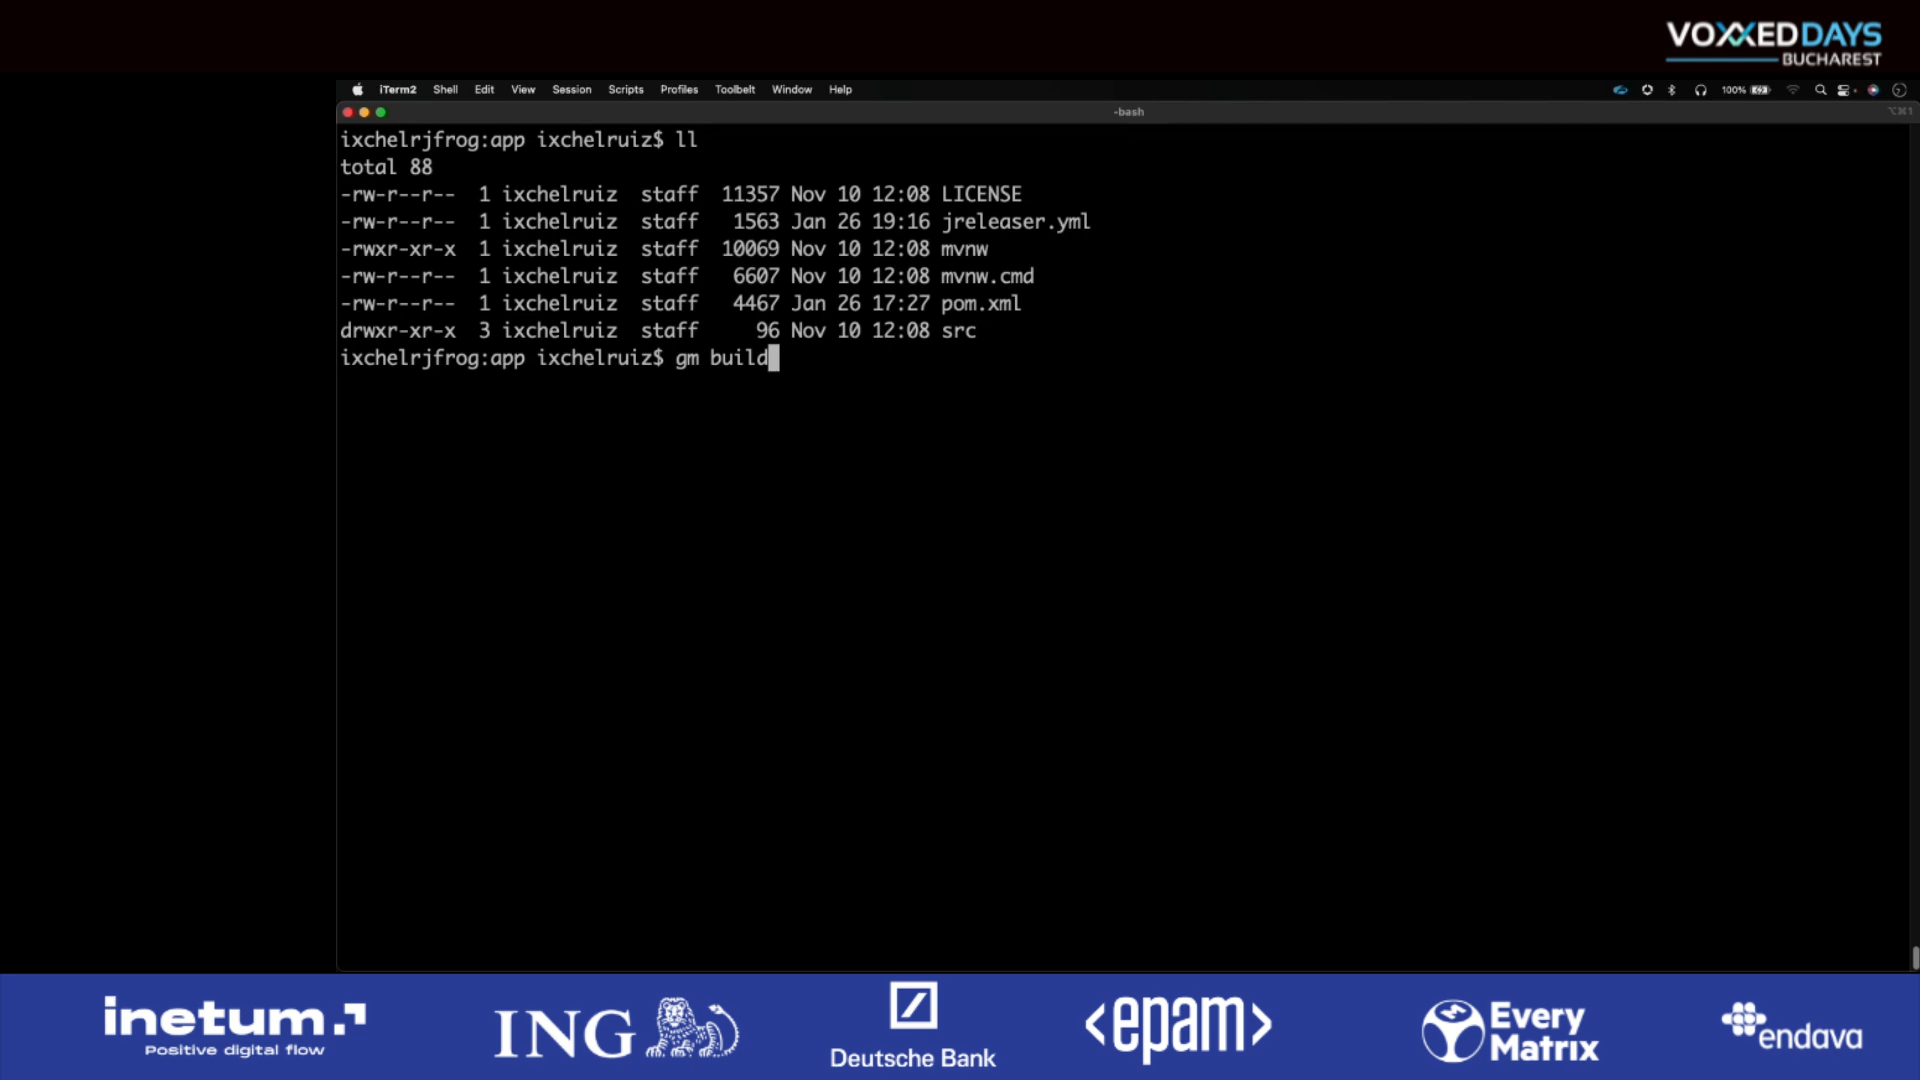 VOXXEDDAYS
BUCHAREST
iTerm2 Shell Edit View Session Scripts Profiles Toolbelt Window Help 100%
-bash ⌥⌘1
ixchelrjfrog:app ixchelruiz$ ll
total 88
-rw-r--r-- 1 ixchelruiz staff 11357 Nov 10 12:08 LICENSE
-rw-r--r-- 1 ixchelruiz staff 1563 Jan 26 19:16 jreleaser.yml
-rwxr-xr-x 1 ixchelruiz staff 10069 Nov 10 12:08 mvnw
-rw-r--r-- 1 ixchelruiz staff 6607 Nov 10 12:08 mvnw.cmd
-rw-r--r-- 1 ixchelruiz staff 4467 Jan 26 17:27 pom.xml
drwxr-xr-x 3 ixchelruiz staff 96 Nov 10 12:08 src
ixchelrjfrog:app ixchelruiz$ gm build
inetum.
Positive digital flow
ING
Deutsche Bank
<epam>
Every
Matrix
endava